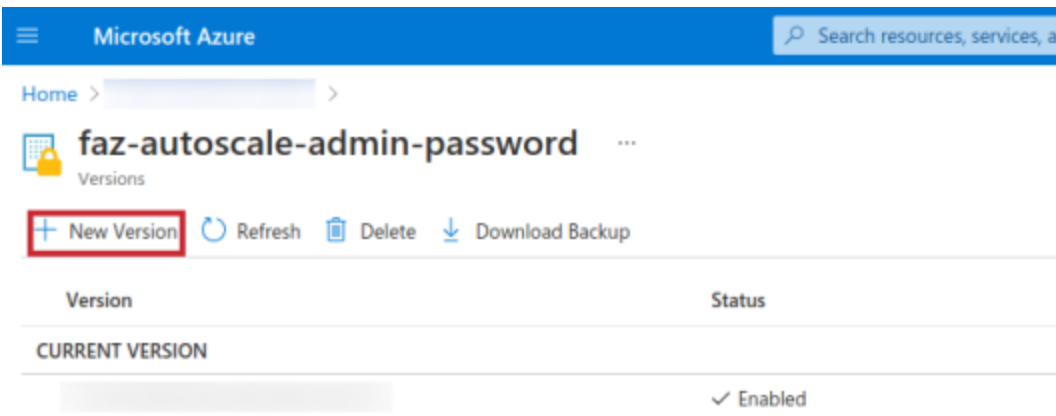 Microsoft Azure
Search resources, services, a
Home > >
faz-autoscale-admin-password ...
Versions
+ New Version Refresh Delete Download Backup
Version Status
CURRENT VERSION
✓ Enabled